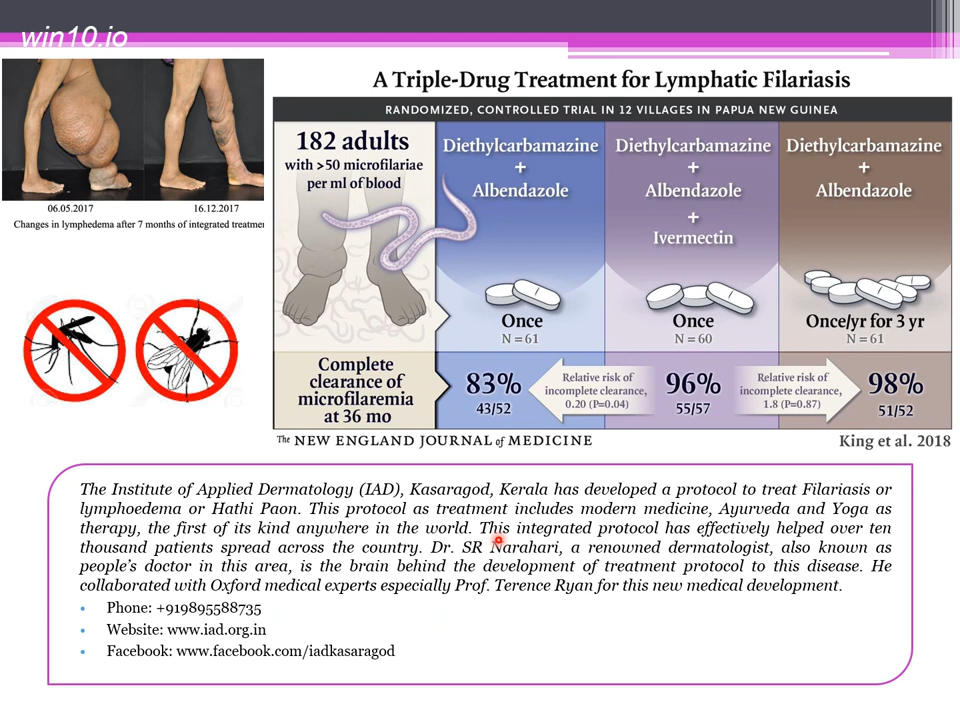 win10.io
06.05.2017 16.12.2017
Changes in lymphedema after 7 months of integrated
A Triple-Drug Treatment for Lymphatic Filariasis
RANDOMIZED, CONTROLLED TRIAL IN 12 VILLAGES IN PAPUA NEW GUINEA
182 adults
with >50 microfilariae
per ml of blood
Diethylcarbamazine
+
Albendazole
Once
N = 61
Diethylcarbamazine
+
Albendazole
+
Ivermectin
Once
N = 60
Diethylcarbamazine
+
Albendazole
Once/yr for 3 yr
N = 61
Complete
clearance of
microfilaremia
at 36 mo
83%
43/52
Relative risk of
incomplete clearance,
0.20 (P=0.04)
96%
55/57
Relative risk of
incomplete clearance,
1.8 (P=0.87)
98%
51/52
The NEW ENGLAND JOURNAL of MEDICINE
King et al. 2018
The Institute of Applied Dermatology (IAD), Kasaragod, Kerala has developed a protocol to treat Filariasis or
lymphoedema or Hathi Paon. This protocol as treatment includes modern medicine, Ayurveda and Yoga as
therapy, the first of its kind anywhere in the world. This integrated protocol has effectively helped over ten
thousand patients spread across the country. Dr. SR Narahari, a renowned dermatologist, also known as
people's doctor in this area, is the brain behind the development of treatment protocol to this disease. He
collaborated with Oxford medical experts especially Prof. Terence Ryan for this new medical development.
• Phone: +919895588735
• Website: www.iad.org.in
• Facebook: www.facebook.com/iadkasaragod